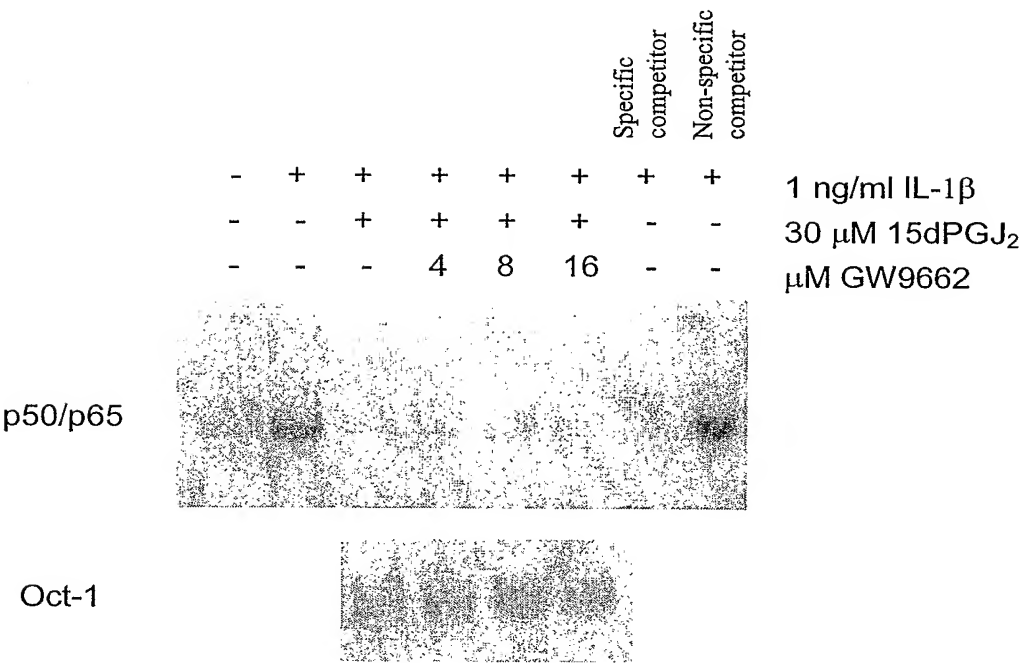 Specific
competitor
Non-specific
competitor
- + + + + + + + 1 ng/ml IL-1β
- - + + + + - - 30 μM 15dPGJ₂
- - - 4 8 16 - - μM GW9662
p50/p65
Oct-1